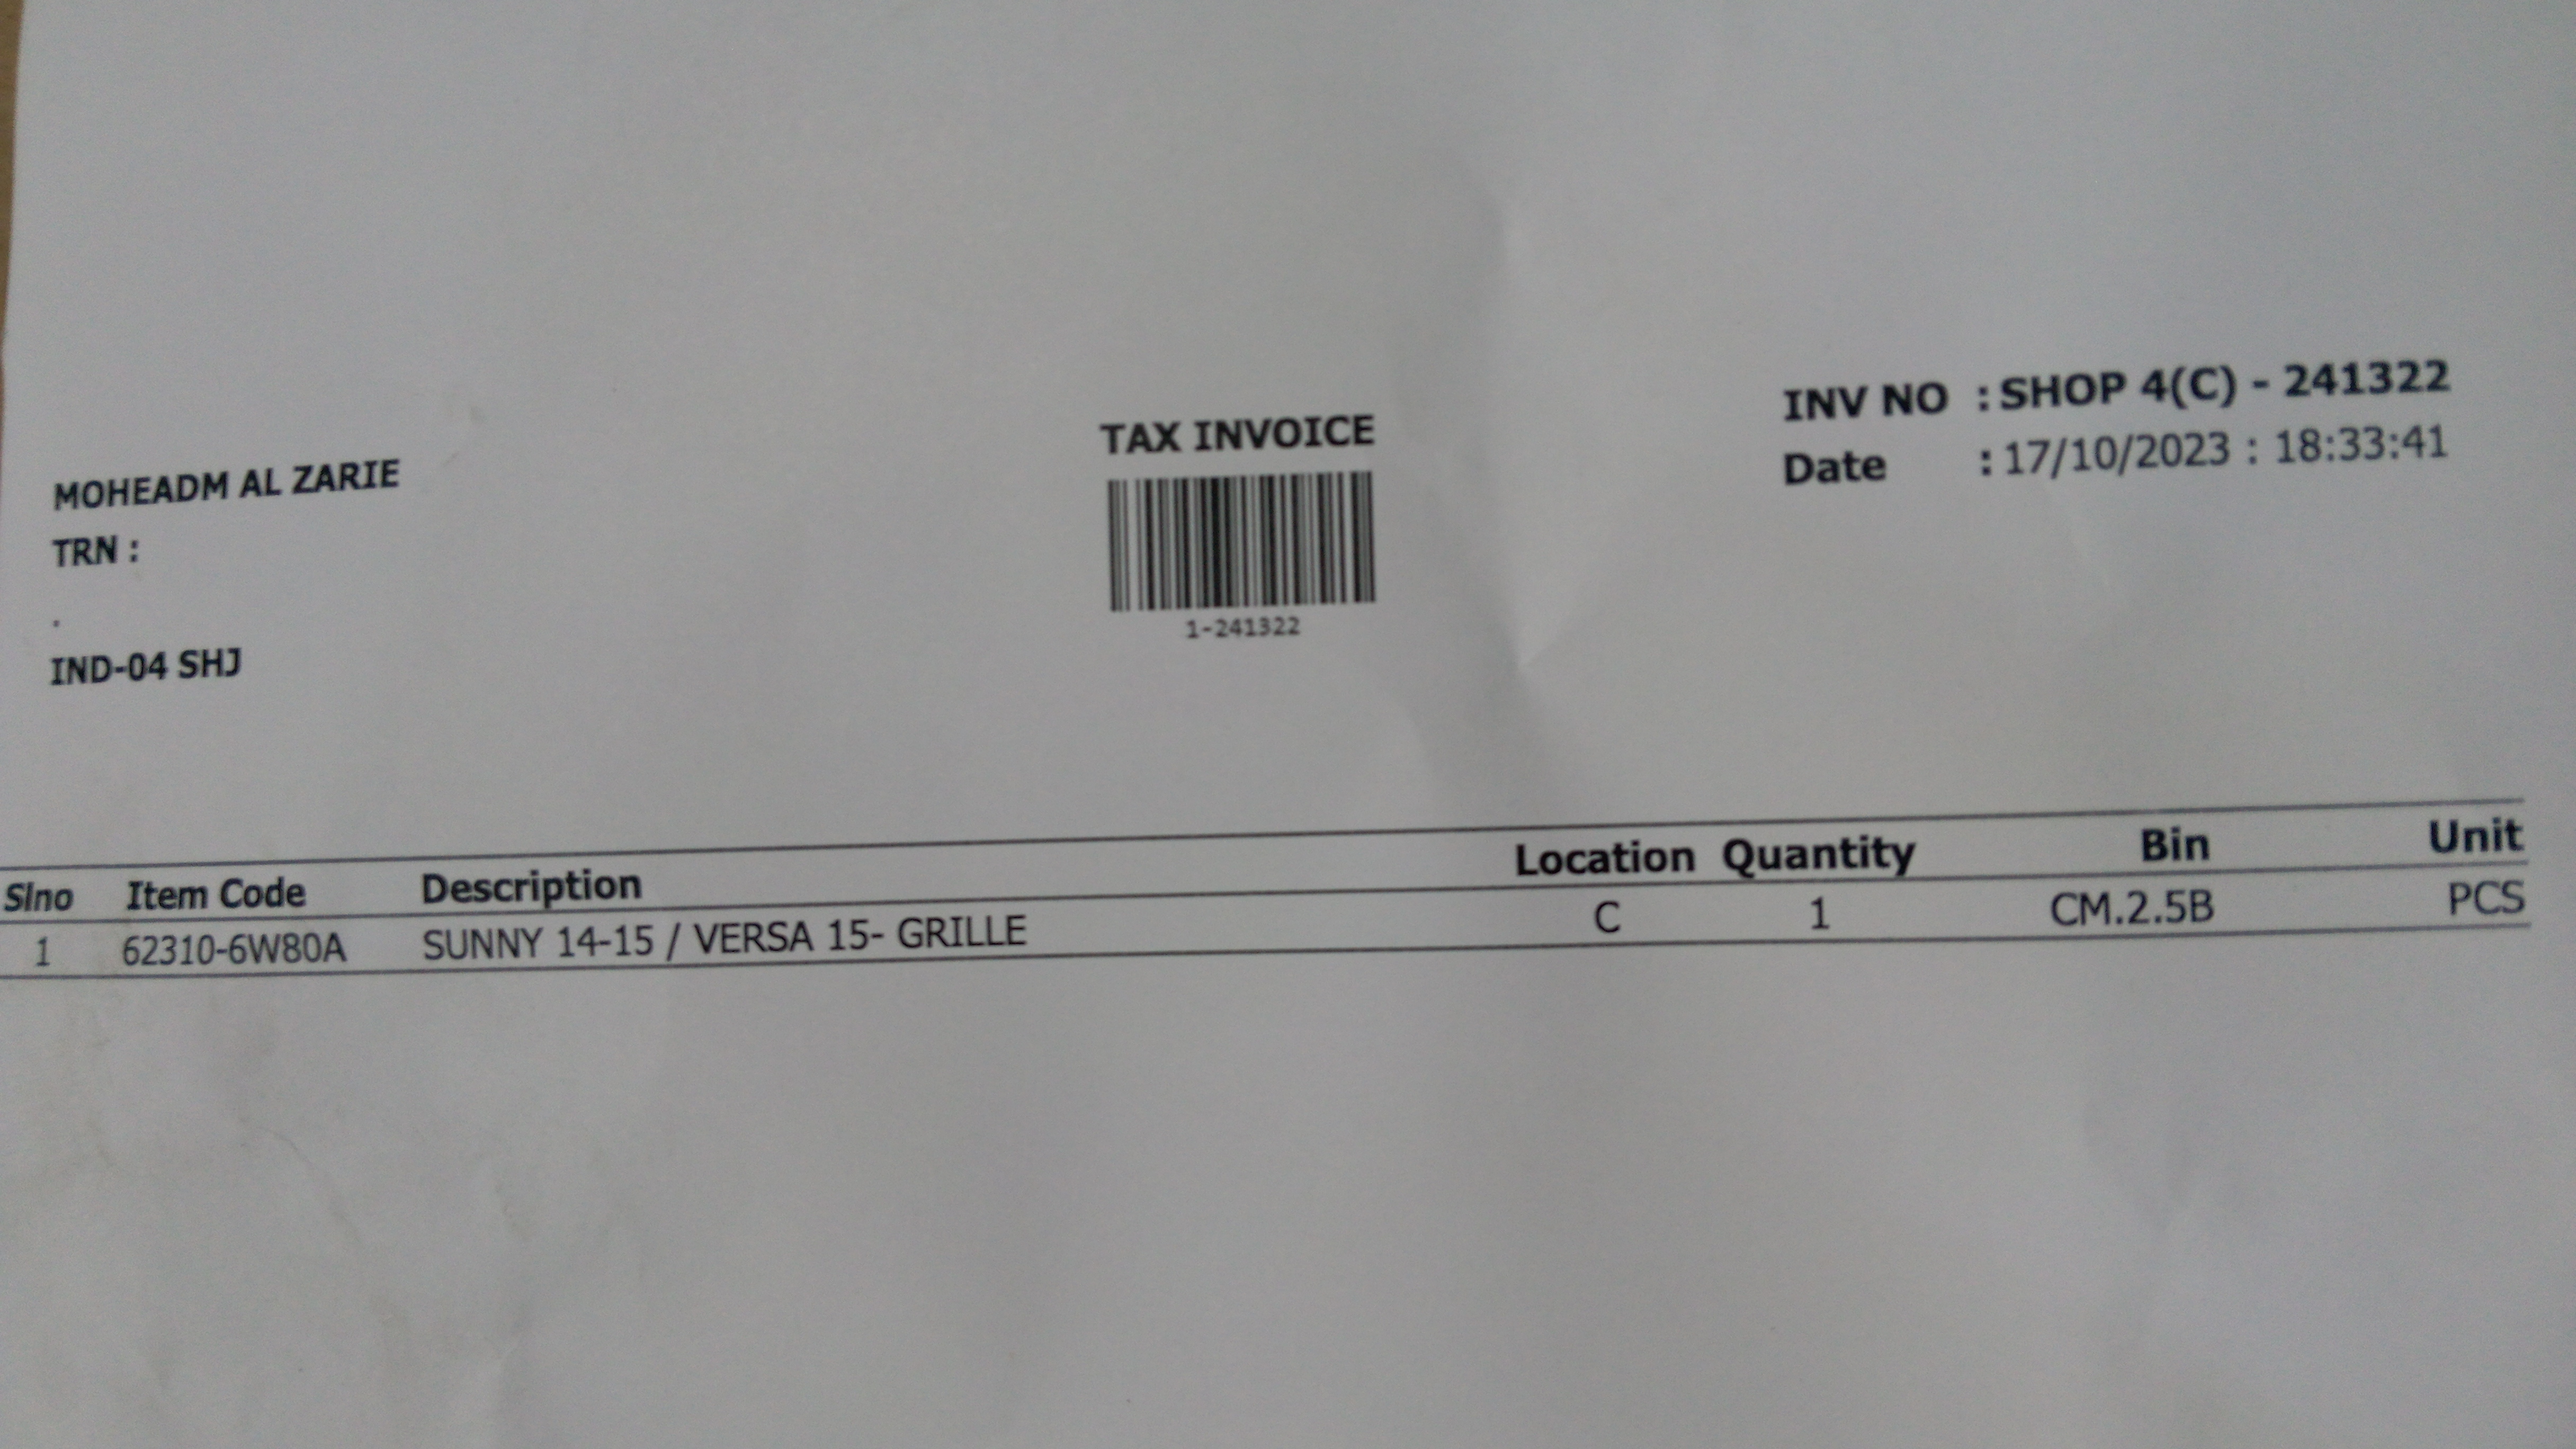 TAX INVOICE
1-241322
INV NO : SHOP 4(C) - 241322
Date : 17/10/2023 : 18:33:41
MOHEADM AL ZARIE
TRN :
.
IND-04 SHJ
Slno Item Code Description Location Quantity Bin Unit
1 62310-6W80A SUNNY 14-15 / VERSA 15- GRILLE C 1 CM.2.5B PCS